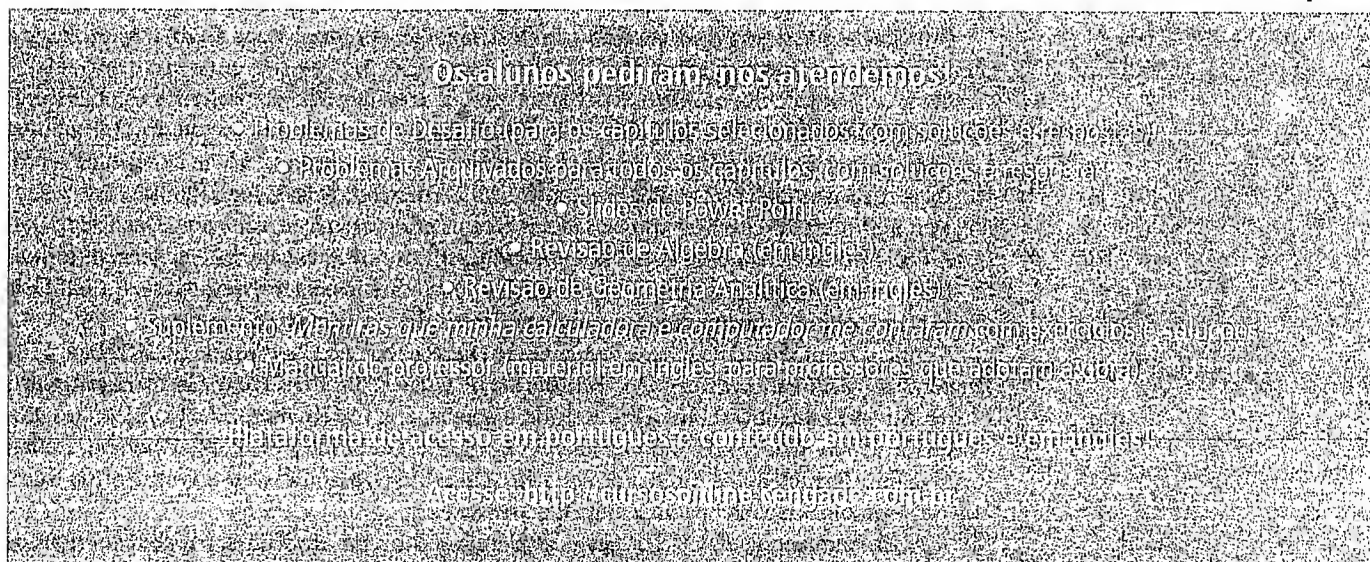 Os alunos pediram, nós atendemos!
• Problemas de Desafio (para os capítulos selecionados, com soluções e respostas)
• Problemas Arquivados para todos os capítulos, com soluções e resposta
• Slides de Power Point
• Revisão de Álgebra (em inglês)
• Revisão de Geometria Analítica (em inglês)
• Suplemento "Mentiras que minha calculadora e computador me contaram com exercícios e soluções
• Manual do professor (material em inglês para professores que adotam a obra)
Plataforma de acesso em português e conteúdo em português e em inglês!
Acesse: http://cursosonline.cengage.com.br